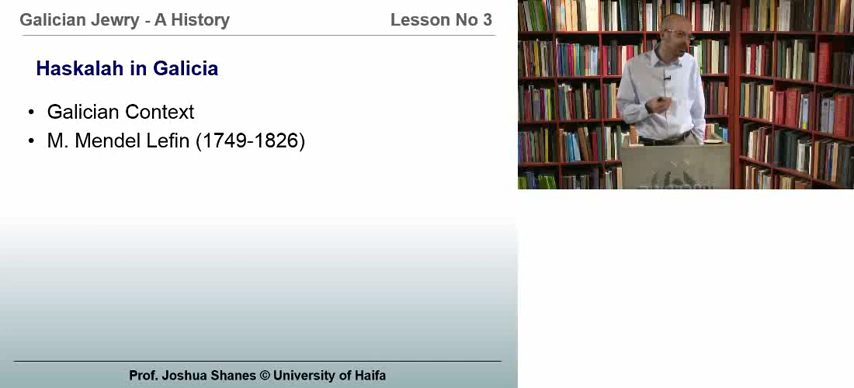 Galician Jewry - A History
Lesson No 3
Haskalah in Galicia
• Galician Context
• M. Mendel Lefin (1749-1826)
Prof. Joshua Shanes © University of Haifa